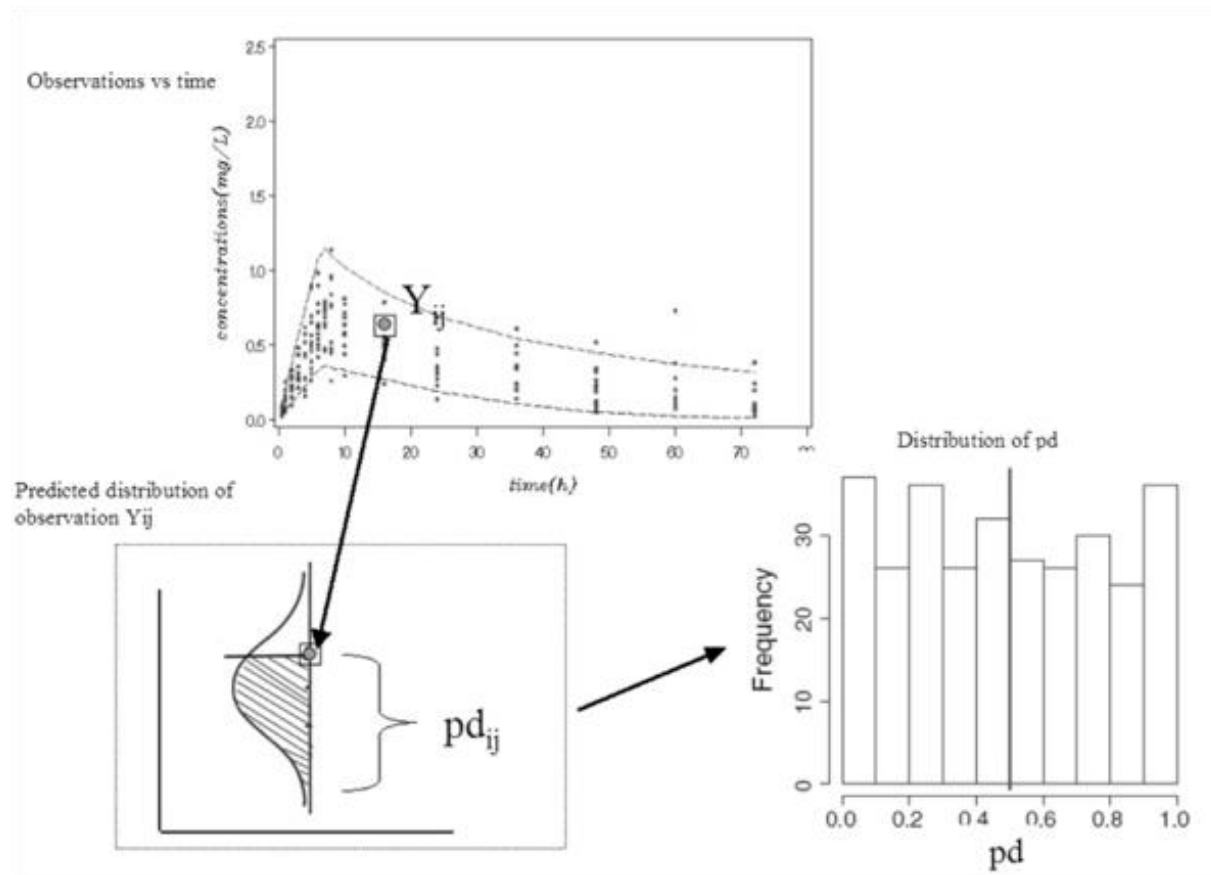 Observations vs time
concentrations(mg/L)
2.5
2.0
1.5
1.0
0.5
0.0
Yij
0 10 20 30 40 50 60 70
time(h)
Predicted distribution of
observation Yij
pdij
Distribution of pd
Frequency
30
20
10
0
0.0 0.2 0.4 0.6 0.8 1.0
pd